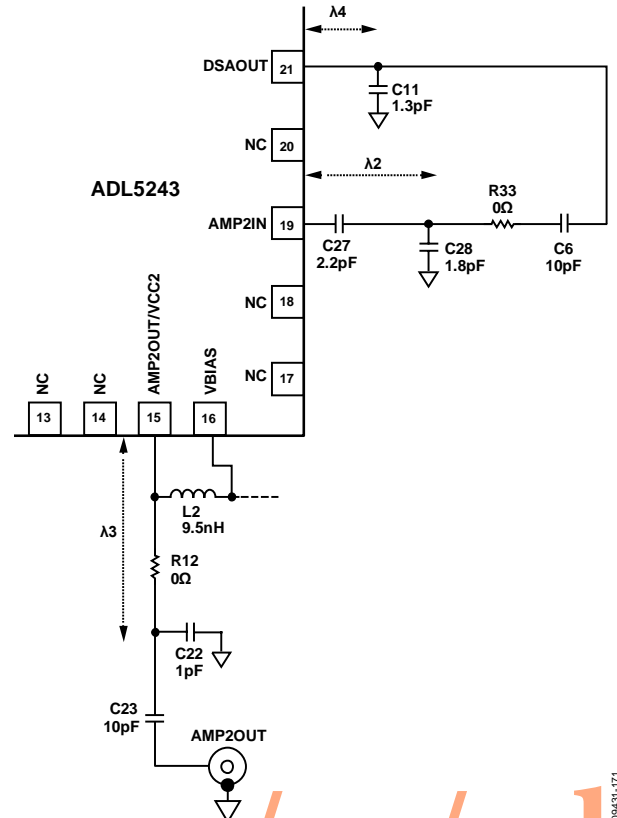 λ4
DSAOUT
21
C11
1.3pF
NC
20
ADL5243
λ2
R33
0Ω
AMP2IN
19
C27
2.2pF
C28
1.8pF
C6
10pF
NC
18
NC
17
NC
NC
AMP2OUT/VCC2
VBIAS
13
14
15
16
L2
9.5nH
λ3
R12
0Ω
C22
1pF
C23
10pF
AMP2OUT
09431-171